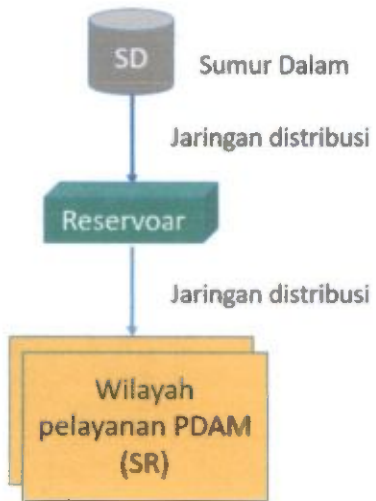 SD
Sumur Dalam
Jaringan distribusi
Reservoar
Jaringan distribusi
Wilayah
pelayanan PDAM
(SR)